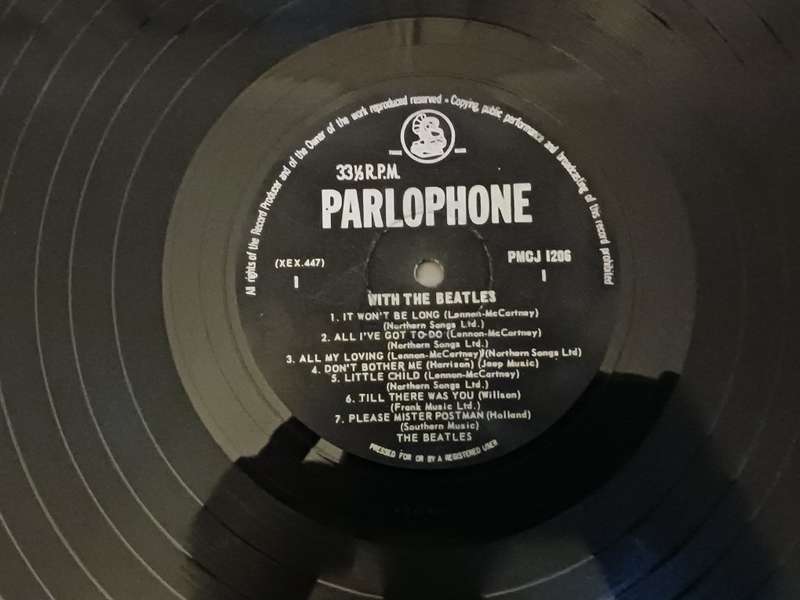 All rights of the Record Producer and of the Owner of the work reproduced reserved • Copying, public performance and broadcasting of this record prohibited
33⅓ R.P.M.
PARLOPHONE
(XEX.447)
PMCJ 1206
1
1
WITH THE BEATLES
1. IT WON'T BE LONG (Lennon-McCartney)
(Northern Songs Ltd.)
2. ALL I'VE GOT TO DO (Lennon-McCartney)
(Northern Songs Ltd.)
3. ALL MY LOVING (Lennon-McCartney)(Northern Songs Ltd)
4. DON'T BOTHER ME (Harrison) (Jaep Music)
5. LITTLE CHILD (Lennon-McCartney)
(Northern Songs Ltd.)
6. TILL THERE WAS YOU (Willson)
(Frank Music Ltd.)
7. PLEASE MISTER POSTMAN (Holland)
(Southern Music)
THE BEATLES
PRESSED FOR OR BY A REGISTERED USER